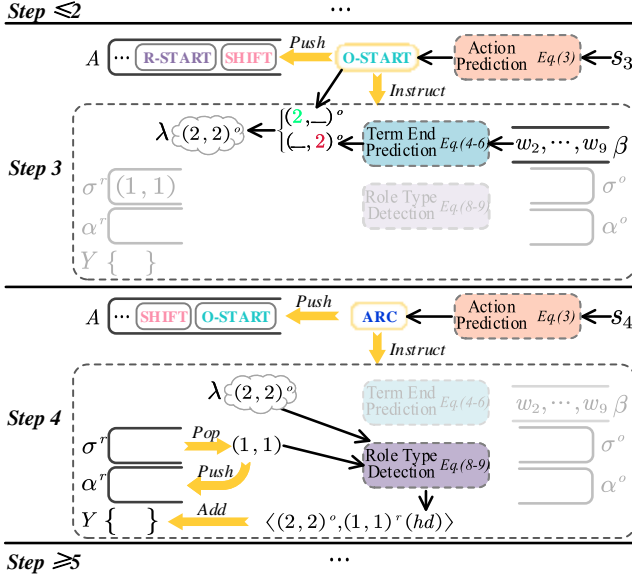 Step ≤2 ...
A ... R-START SHIFT Push O-START Action Prediction Eq.(3) s₃
Instruct
Step 3
λ (2, 2)ᵒ {(2, _)ᵒ Term End Prediction Eq.(4-6) w₂, ⋯, w₉ β
(_, 2)ᵒ
σʳ (1, 1) Role Type Detection Eq.(8-9) σᵒ
αʳ αᵒ
Y { }
A ... SHIFT O-START Push ARC Action Prediction Eq.(3) s₄
Instruct
Step 4
λ (2, 2)ᵒ Term End Prediction Eq.(4-6) w₂, ⋯, w₉ β
σʳ Pop (1, 1) Role Type Detection Eq.(8-9) σᵒ
αʳ Push αᵒ
Y { } Add ⟨(2, 2)ᵒ, (1, 1)ʳ (hd)⟩
Step ≥5 ...